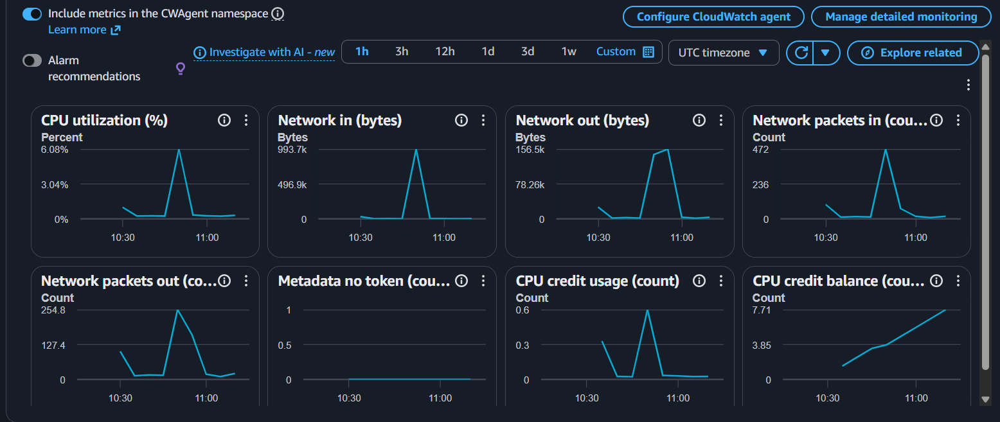 Include metrics in the CWAgent namespace
Learn more
Configure CloudWatch agent
Manage detailed monitoring
Alarm
recommendations
Investigate with AI - new
1h 3h 12h 1d 3d 1w Custom
UTC timezone
Explore related
CPU utilization (%)
Percent
6.08%
3.04%
0%
10:30 11:00
Network in (bytes)
Bytes
993.7k
496.9k
0
10:30 11:00
Network out (bytes)
Bytes
156.5k
78.26k
0
10:30 11:00
Network packets in (cou...
Count
472
236
0
10:30 11:00
Network packets out (co...
Count
254.8
127.4
0
10:30 11:00
Metadata no token (cou...
1
0.5
0
10:30 11:00
CPU credit usage (count)
Count
0.6
0.3
0
10:30 11:00
CPU credit balance (cou...
Count
7.71
3.85
0
10:30 11:00